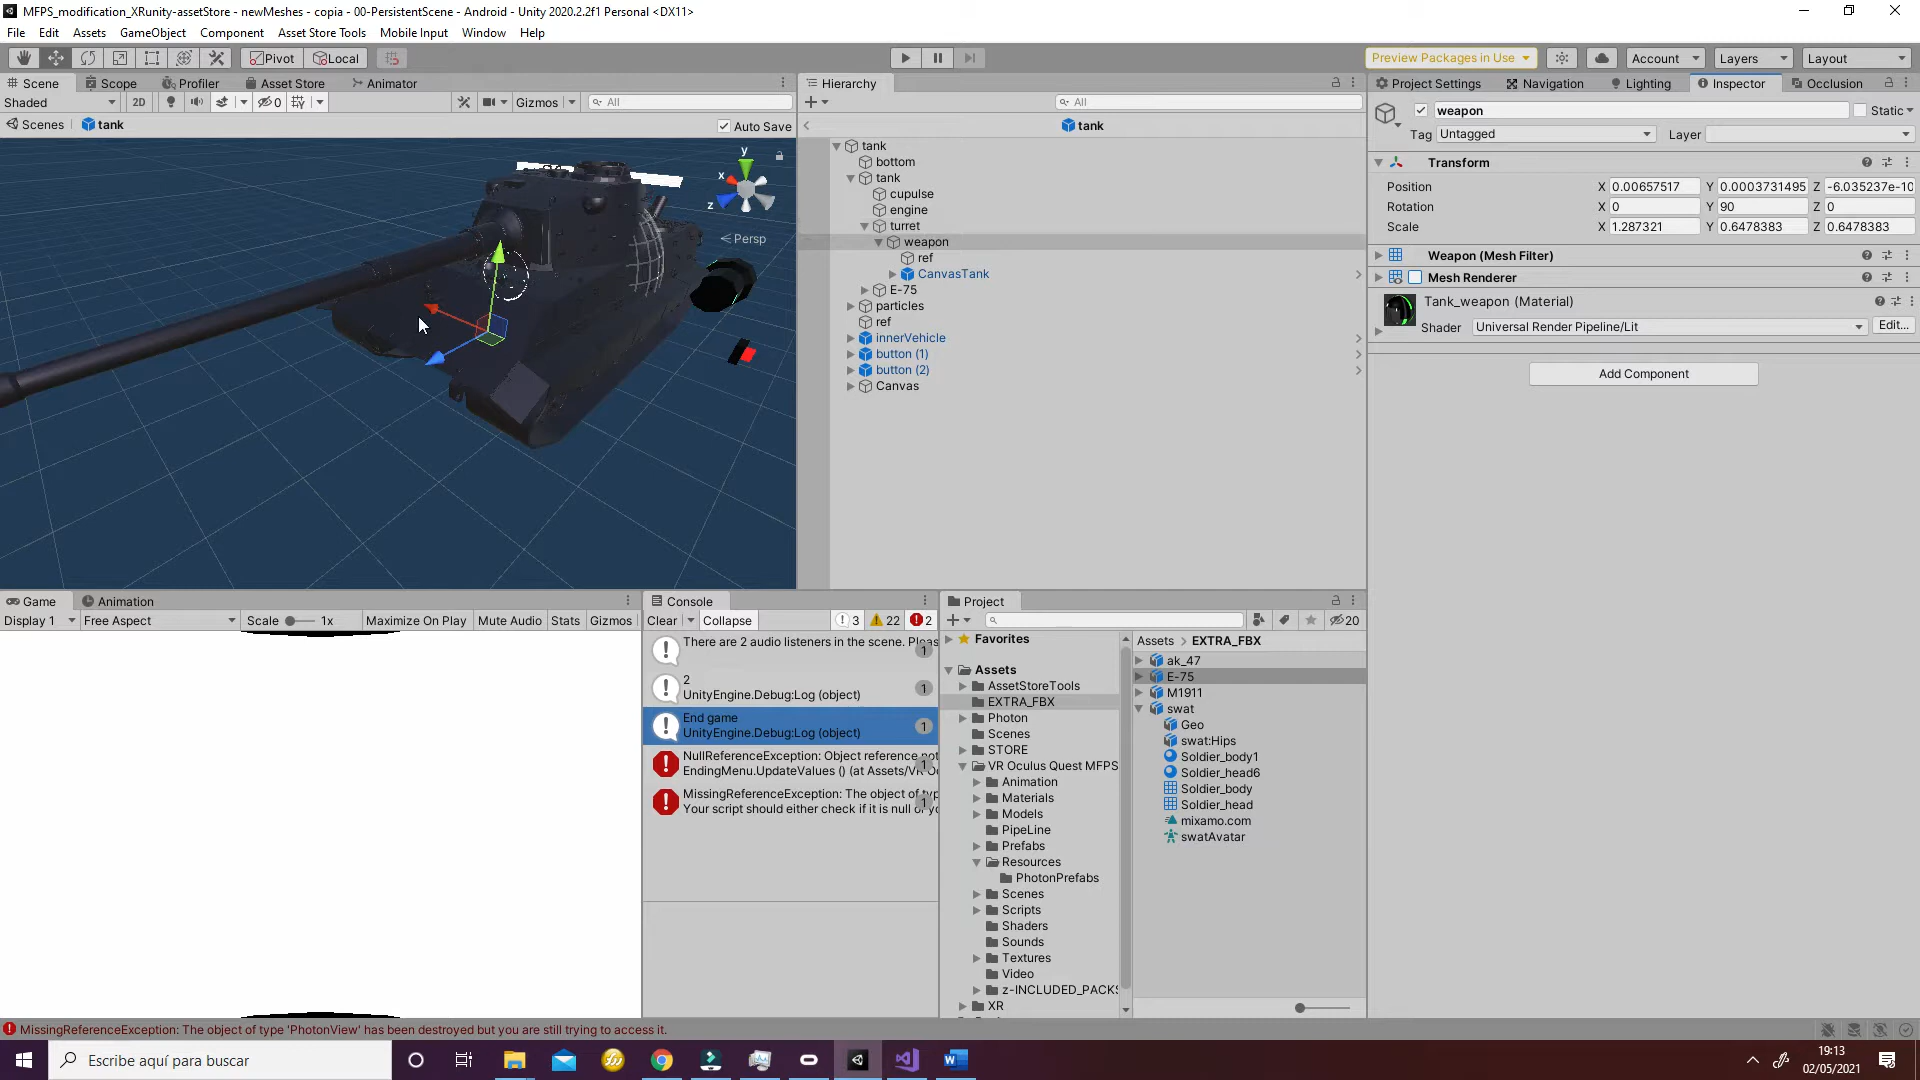 MFPS_modification_XRunity-assetStore - newMeshes - copia - 00-PersistentScene - Android - Unity 2020.2.2f1 Personal <DX11>
File Edit Assets GameObject Component Asset Store Tools Mobile Input Window Help
Pivot Local Preview Packages in Use Account Layers Layout
Scene Scope Profiler Asset Store Animator
Shaded 2D 0 Gizmos All
Scenes tank Auto Save
y
x
z
Persp
Hierarchy
All
tank
tank
bottom
tank
cupulse
engine
turret
weapon
ref
CanvasTank
E-75
particles
ref
innerVehicle
button (1)
button (2)
Canvas
Project Settings Navigation Lighting Inspector Occlusion
weapon Static
Tag Untagged Layer
Transform
Position X 0.00657517 Y 0.0003731495 Z -6.035237e-10
Rotation X 0 Y 90 Z 0
Scale X 1.287321 Y 0.6478383 Z 0.6478383
Weapon (Mesh Filter)
Mesh Renderer
Tank_weapon (Material)
Shader Universal Render Pipeline/Lit Edit...
Add Component
Game Animation
Display 1 Free Aspect Scale 1x Maximize On Play Mute Audio Stats Gizmos
Console
Clear Collapse 3 22 2
There are 2 audio listeners in the scene. Pleas
1
2
UnityEngine.Debug:Log (object) 1
End game
UnityEngine.Debug:Log (object) 1
NullReferenceException: Object reference not
EndingMenu.UpdateValues () (at Assets/VR Oc
1
MissingReferenceException: The object of typ
Your script should either check if it is null or yo
1
Project
20
Favorites
Assets
AssetStoreTools
EXTRA_FBX
Photon
Scenes
STORE
VR Oculus Quest MFPS
Animation
Materials
Models
PipeLine
Prefabs
Resources
PhotonPrefabs
Scenes
Scripts
Shaders
Sounds
Textures
Video
z-INCLUDED_PACKS
XR
Assets > EXTRA_FBX
ak_47
E-75
M1911
swat
Geo
swat:Hips
Soldier_body1
Soldier_head6
Soldier_body
Soldier_head
mixamo.com
swatAvatar
MissingReferenceException: The object of type 'PhotonView' has been destroyed but you are still trying to access it.
Escribe aquí para buscar
19:13
02/05/2021